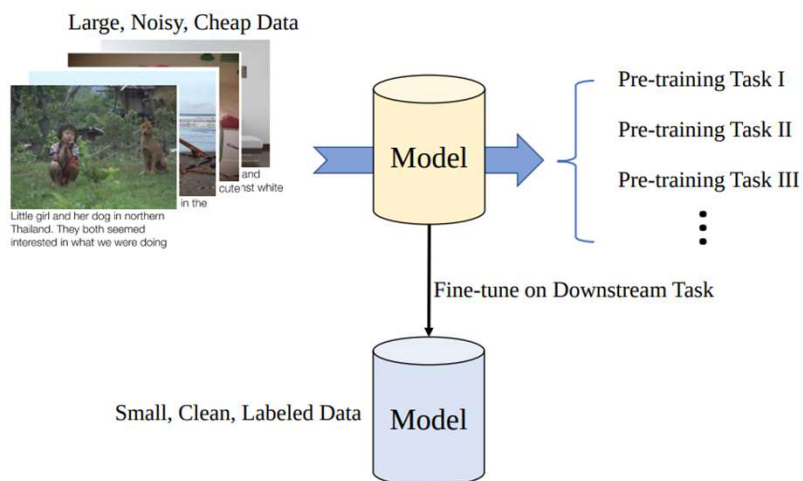 Large, Noisy, Cheap Data
Little girl and her dog in northern
Thailand. They both seemed
interested in what we were doing
in the
cute
nst white
and
Model
Pre-training Task I
Pre-training Task II
Pre-training Task III
Fine-tune on Downstream Task
Small, Clean, Labeled Data
Model